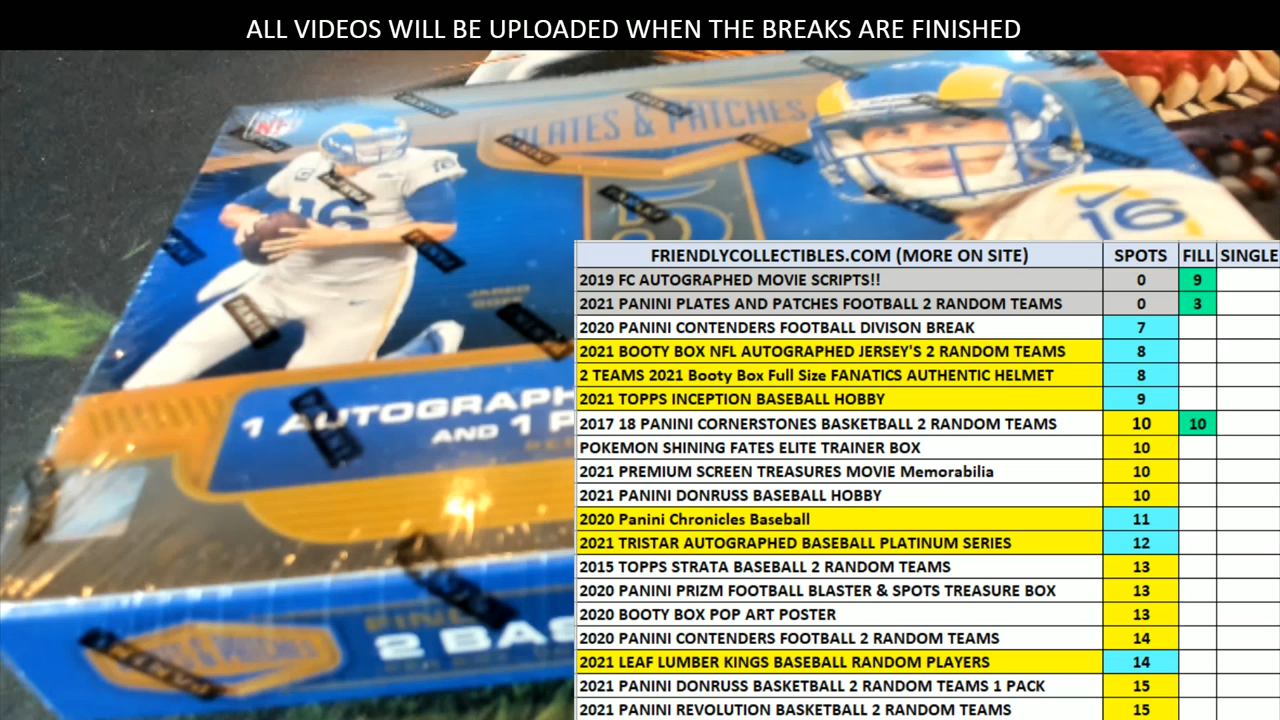 ALL VIDEOS WILL BE UPLOADED WHEN THE BREAKS ARE FINISHED
NFL
PLATES & PATCHES
16
16
5
JARED
GOFF
1 AUTOGRAPH
AND 1 P
2 BAS
PANINI
FRIENDLYCOLLECTIBLES.COM (MORE ON SITE) SPOTS FILL SINGLE
2019 FC AUTOGRAPHED MOVIE SCRIPTS!! 0 9
2021 PANINI PLATES AND PATCHES FOOTBALL 2 RANDOM TEAMS 0 3
2020 PANINI CONTENDERS FOOTBALL DIVISON BREAK 7
2021 BOOTY BOX NFL AUTOGRAPHED JERSEY'S 2 RANDOM TEAMS 8
2 TEAMS 2021 Booty Box Full Size FANATICS AUTHENTIC HELMET 8
2021 TOPPS INCEPTION BASEBALL HOBBY 9
2017 18 PANINI CORNERSTONES BASKETBALL 2 RANDOM TEAMS 10 10
POKEMON SHINING FATES ELITE TRAINER BOX 10
2021 PREMIUM SCREEN TREASURES MOVIE Memorabilia 10
2021 PANINI DONRUSS BASEBALL HOBBY 10
2020 Panini Chronicles Baseball 11
2021 TRISTAR AUTOGRAPHED BASEBALL PLATINUM SERIES 12
2015 TOPPS STRATA BASEBALL 2 RANDOM TEAMS 13
2020 PANINI PRIZM FOOTBALL BLASTER & SPOTS TREASURE BOX 13
2020 BOOTY BOX POP ART POSTER 13
2020 PANINI CONTENDERS FOOTBALL 2 RANDOM TEAMS 14
2021 LEAF LUMBER KINGS BASEBALL RANDOM PLAYERS 14
2021 PANINI DONRUSS BASKETBALL 2 RANDOM TEAMS 1 PACK 15
2021 PANINI REVOLUTION BASKETBALL 2 RANDOM TEAMS 15